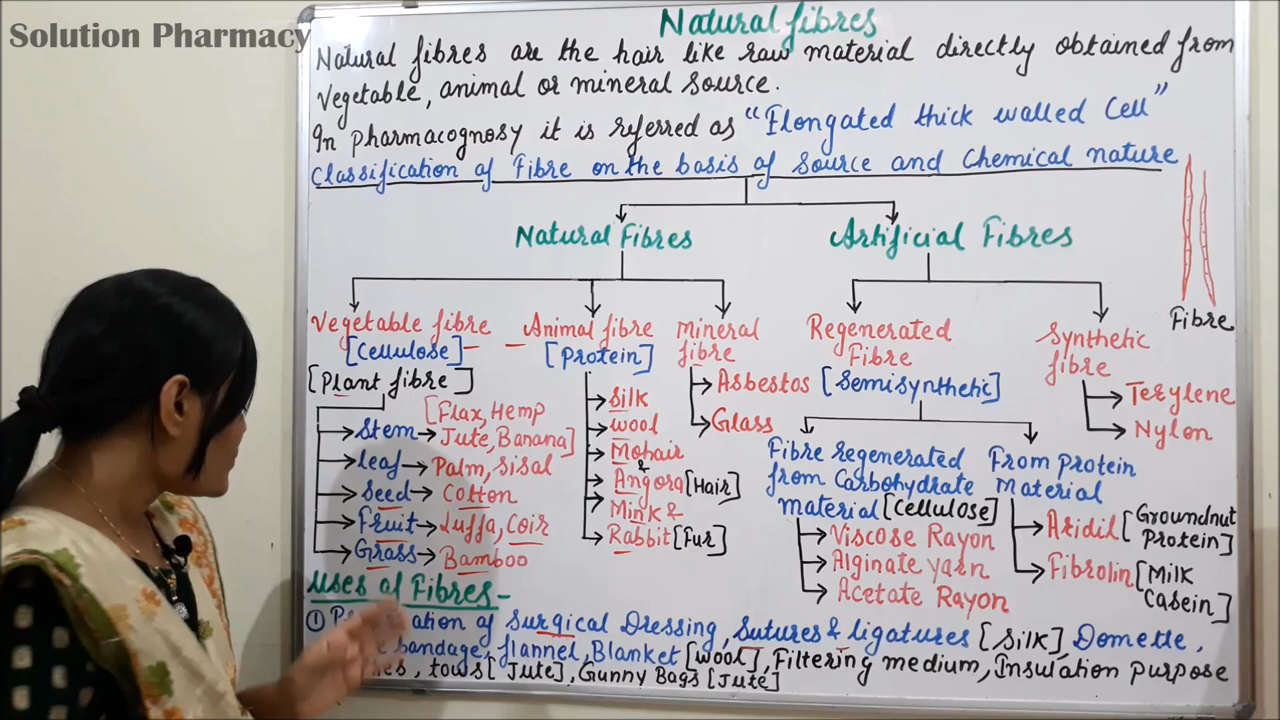 Solution Pharmacy
Natural fibres
Natural fibres are the hair like raw material directly obtained from
Vegetable, animal or mineral source.
In pharmacognosy it is referred as "Elongated thick walled Cell"
Classification of Fibre on the basis of Source and Chemical nature
Natural Fibres
Artificial Fibres
Vegetable fibre
[Cellulose]
[Plant fibre]
Stem → [Flax, Hemp
Jute, Banana]
leaf → Palm, Sisal
Seed → Cotton
Fruit → Luffa, Coir
Grass → Bamboo
Animal fibre
[Protein]
Silk
wool
Mohair
&
Angora [Hair]
Mink &
Rabbit [Fur]
Mineral
fibre
Asbestos
Glass
Regenerated
Fibre
[Semisynthetic]
Fibre Regenerated
from Carbohydrate
material [Cellulose]
Viscose Rayon
Alginate yarn
Acetate Rayon
From Protein
Material
Aridil [Groundnut
Protein]
Fibrolin [Milk
Casein]
Synthetic
fibre
Terylene
Nylon
Fibre
Uses of Fibres-
① of Surgical Dressing, Sutures & ligatures [Silk] Domette,
bandage, flannel, Blanket [wool], Filtering medium, Insulation purpose
, tows [Jute], Gunny Bags [Jute]